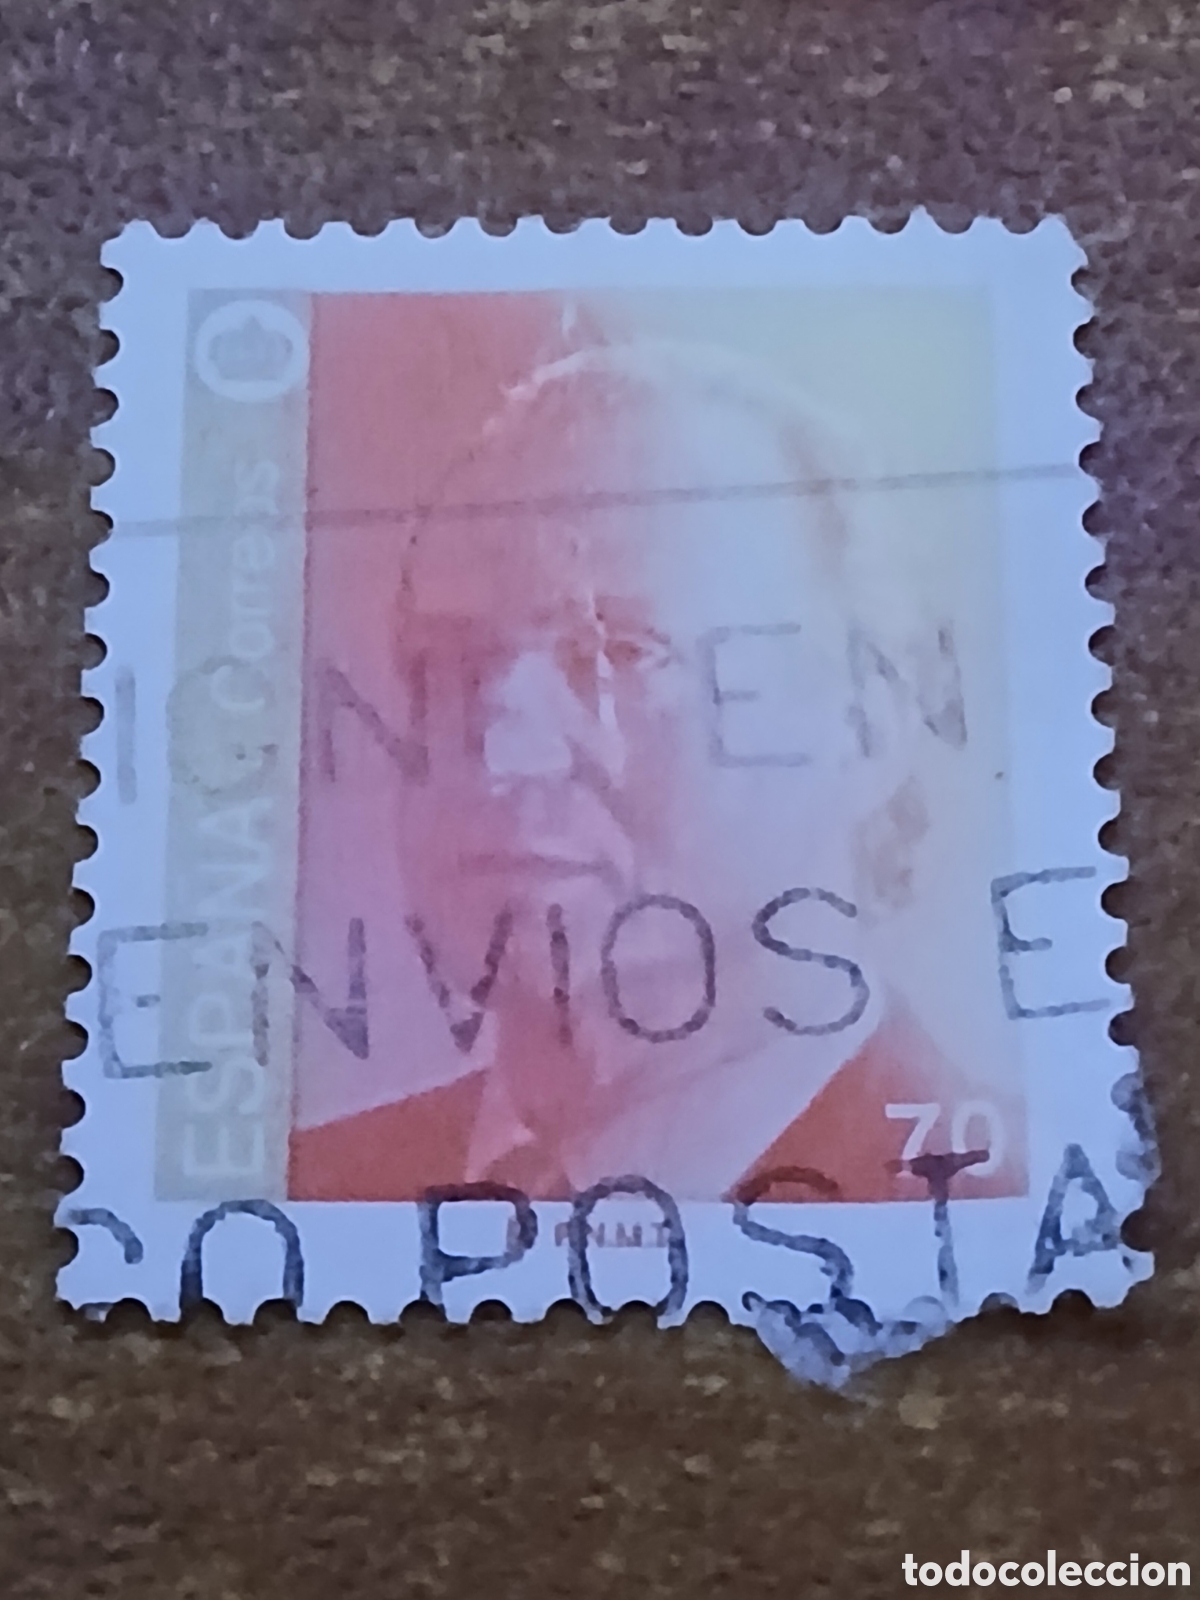 ESPAÑA Correos
ENVIOS E
70
F.N.M.T.
CO POSTA
todocoleccion